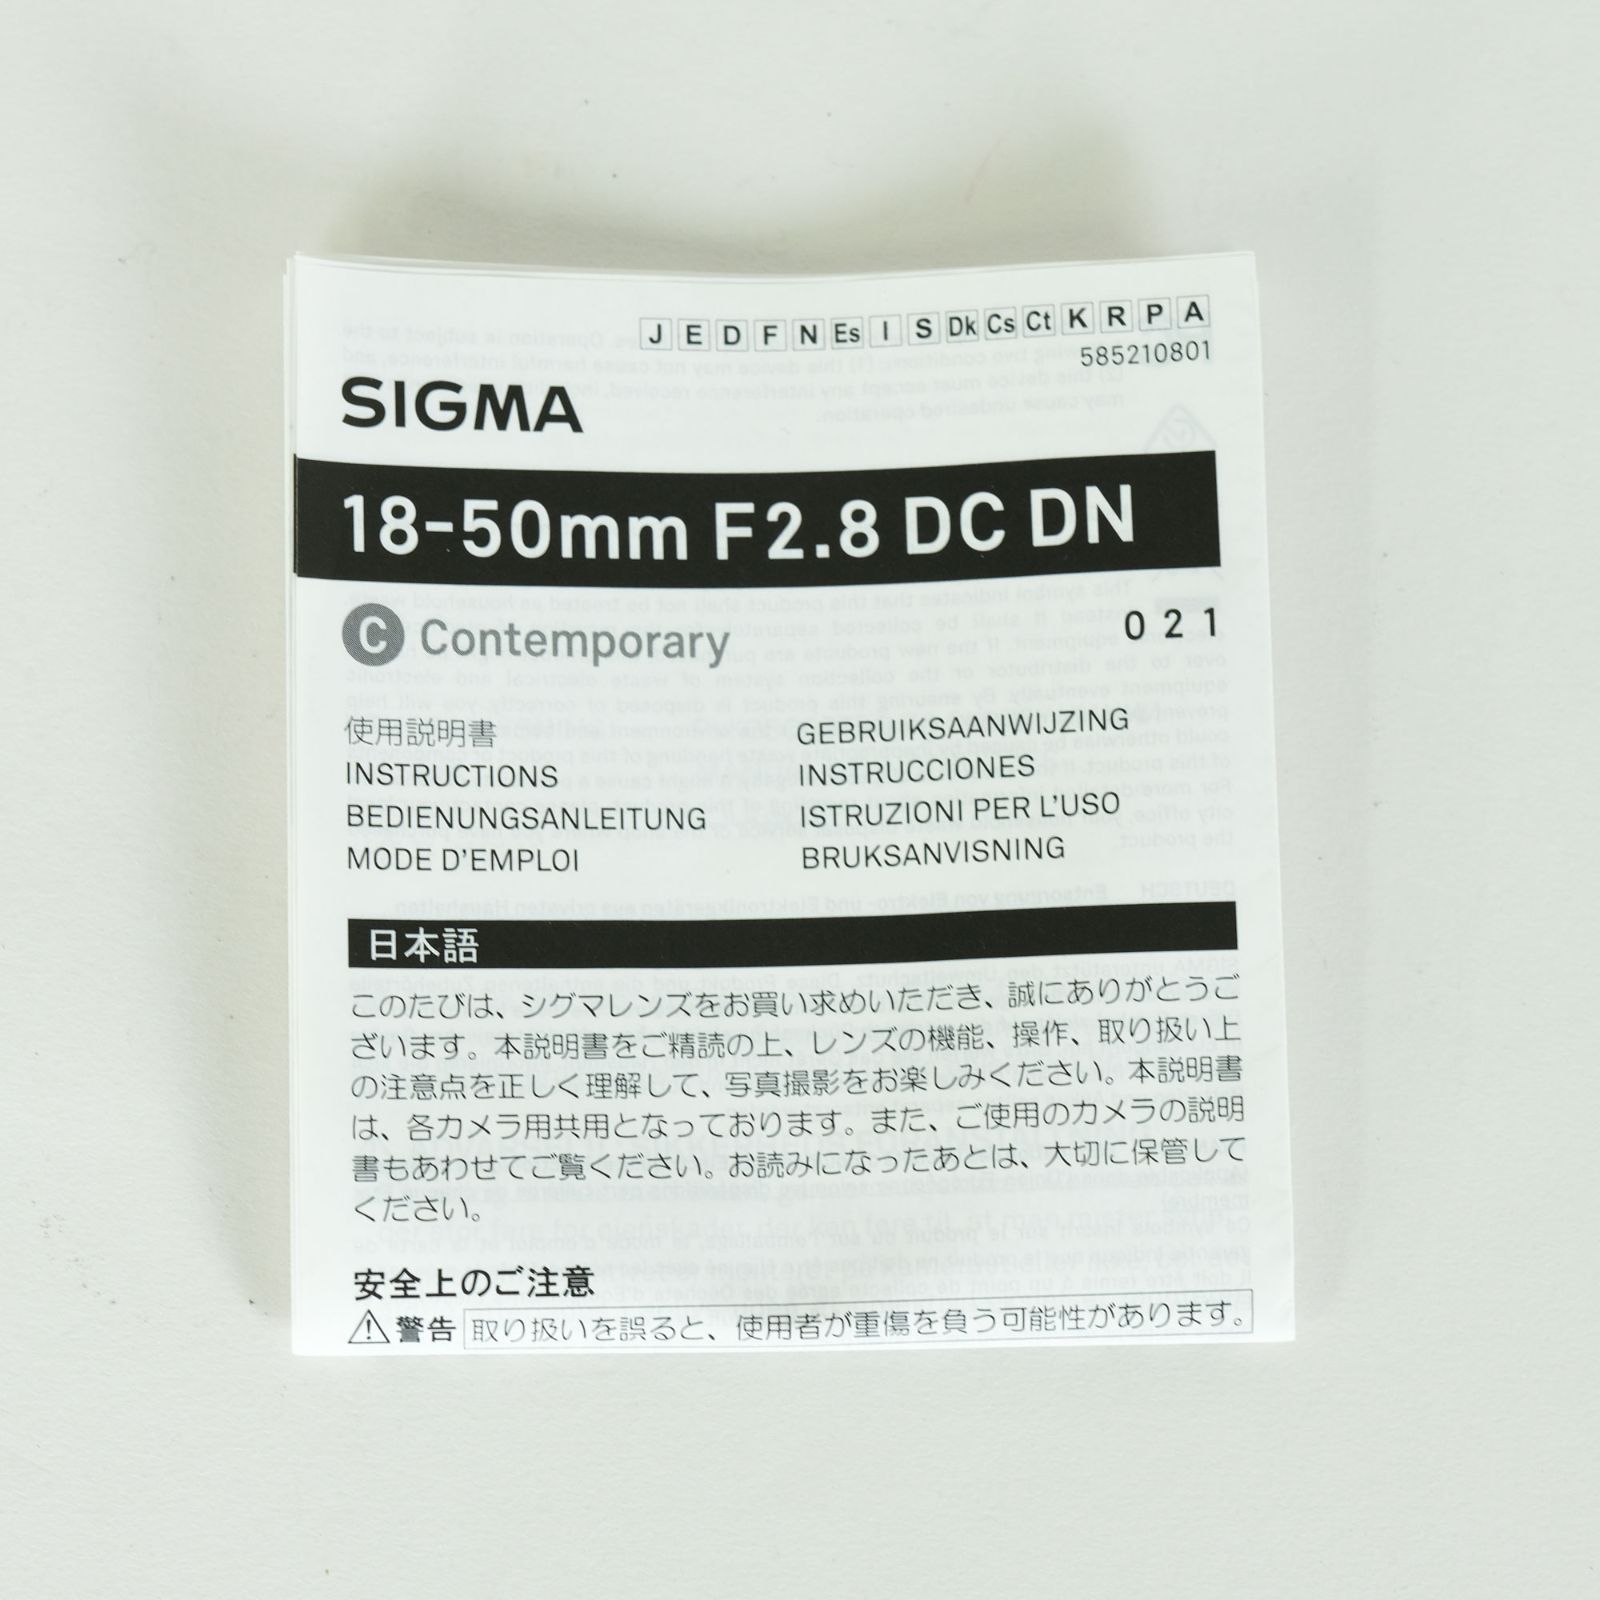 J E D F N Es I S Dk Cs Ct K R P A
585210801
SIGMA
18-50mm F2.8 DC DN
C Contemporary
021
使用説明書
INSTRUCTIONS
BEDIENUNGSANLEITUNG
MODE D'EMPLOI
GEBRUIKSAANWIJZING
INSTRUCCIONES
ISTRUZIONI PER L'USO
BRUKSANVISNING
日本語
このたびは、シグマレンズをお買い求めいただき、誠にありがとうご
ざいます。本説明書をご精読の上、レンズの機能、操作、取り扱い上
の注意点を正しく理解して、写真撮影をお楽しみください。本説明書
は、各カメラ用共用となっております。また、ご使用のカメラの説明
書もあわせてご覧ください。お読みになったあとは、大切に保管して
ください。
安全上のご注意
警告 取り扱いを誤ると、使用者が重傷を負う可能性があります。